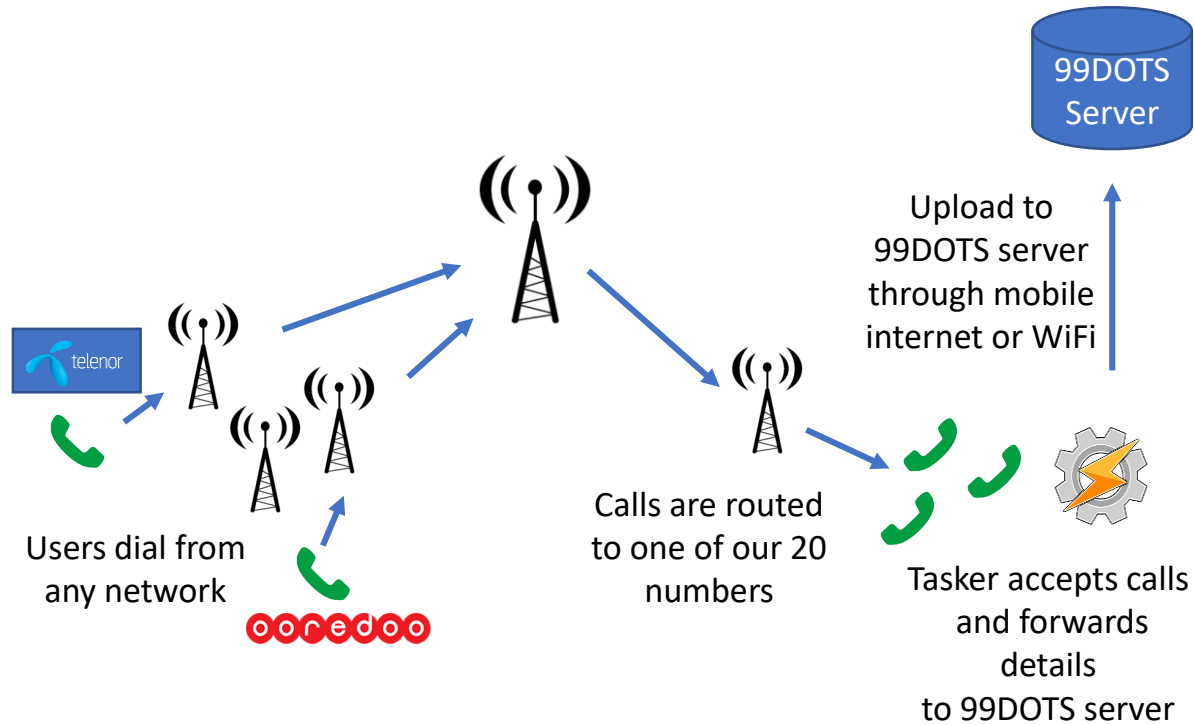 99DOTS
Server
Upload to
99DOTS server
through mobile
internet or WiFi
telenor
Users dial from
any network
ooredoo
Calls are routed
to one of our 20
numbers
Tasker accepts calls
and forwards
details
to 99DOTS server